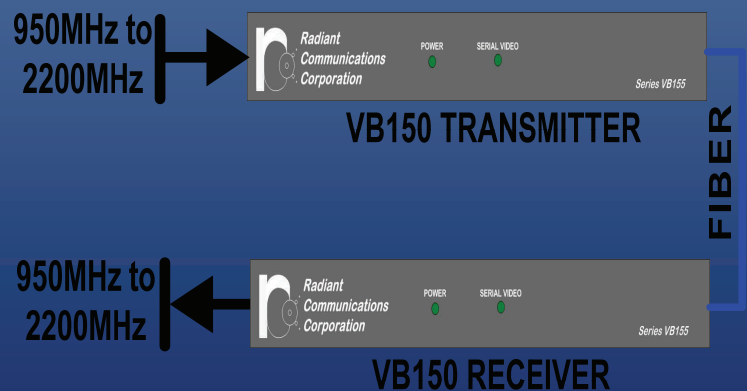 950MHz to
2200MHz
Radiant
Communications
Corporation
POWER
SERIAL VIDEO
Series VB155
VB150 TRANSMITTER
FIBER
950MHz to
2200MHz
Radiant
Communications
Corporation
POWER
SERIAL VIDEO
Series VB155
VB150 RECEIVER